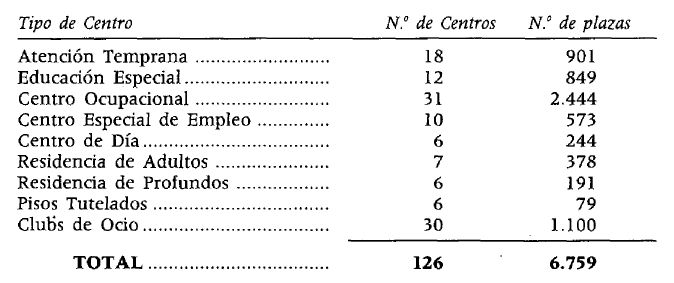 Tipo de Centro N.º de Centros N.º de plazas
Atención Temprana ........................... 18 901
Educación Especial ............................. 12 849
Centro Ocupacional ........................... 31 2.444
Centro Especial de Empleo .............. 10 573
Centro de Día ..................................... 6 244
Residencia de Adultos ....................... 7 378
Residencia de Profundos ................... 6 191
Pisos Tutelados ................................... 6 79
Clubs de Ocio ..................................... 30 1.100
TOTAL .................................... 126 6.759